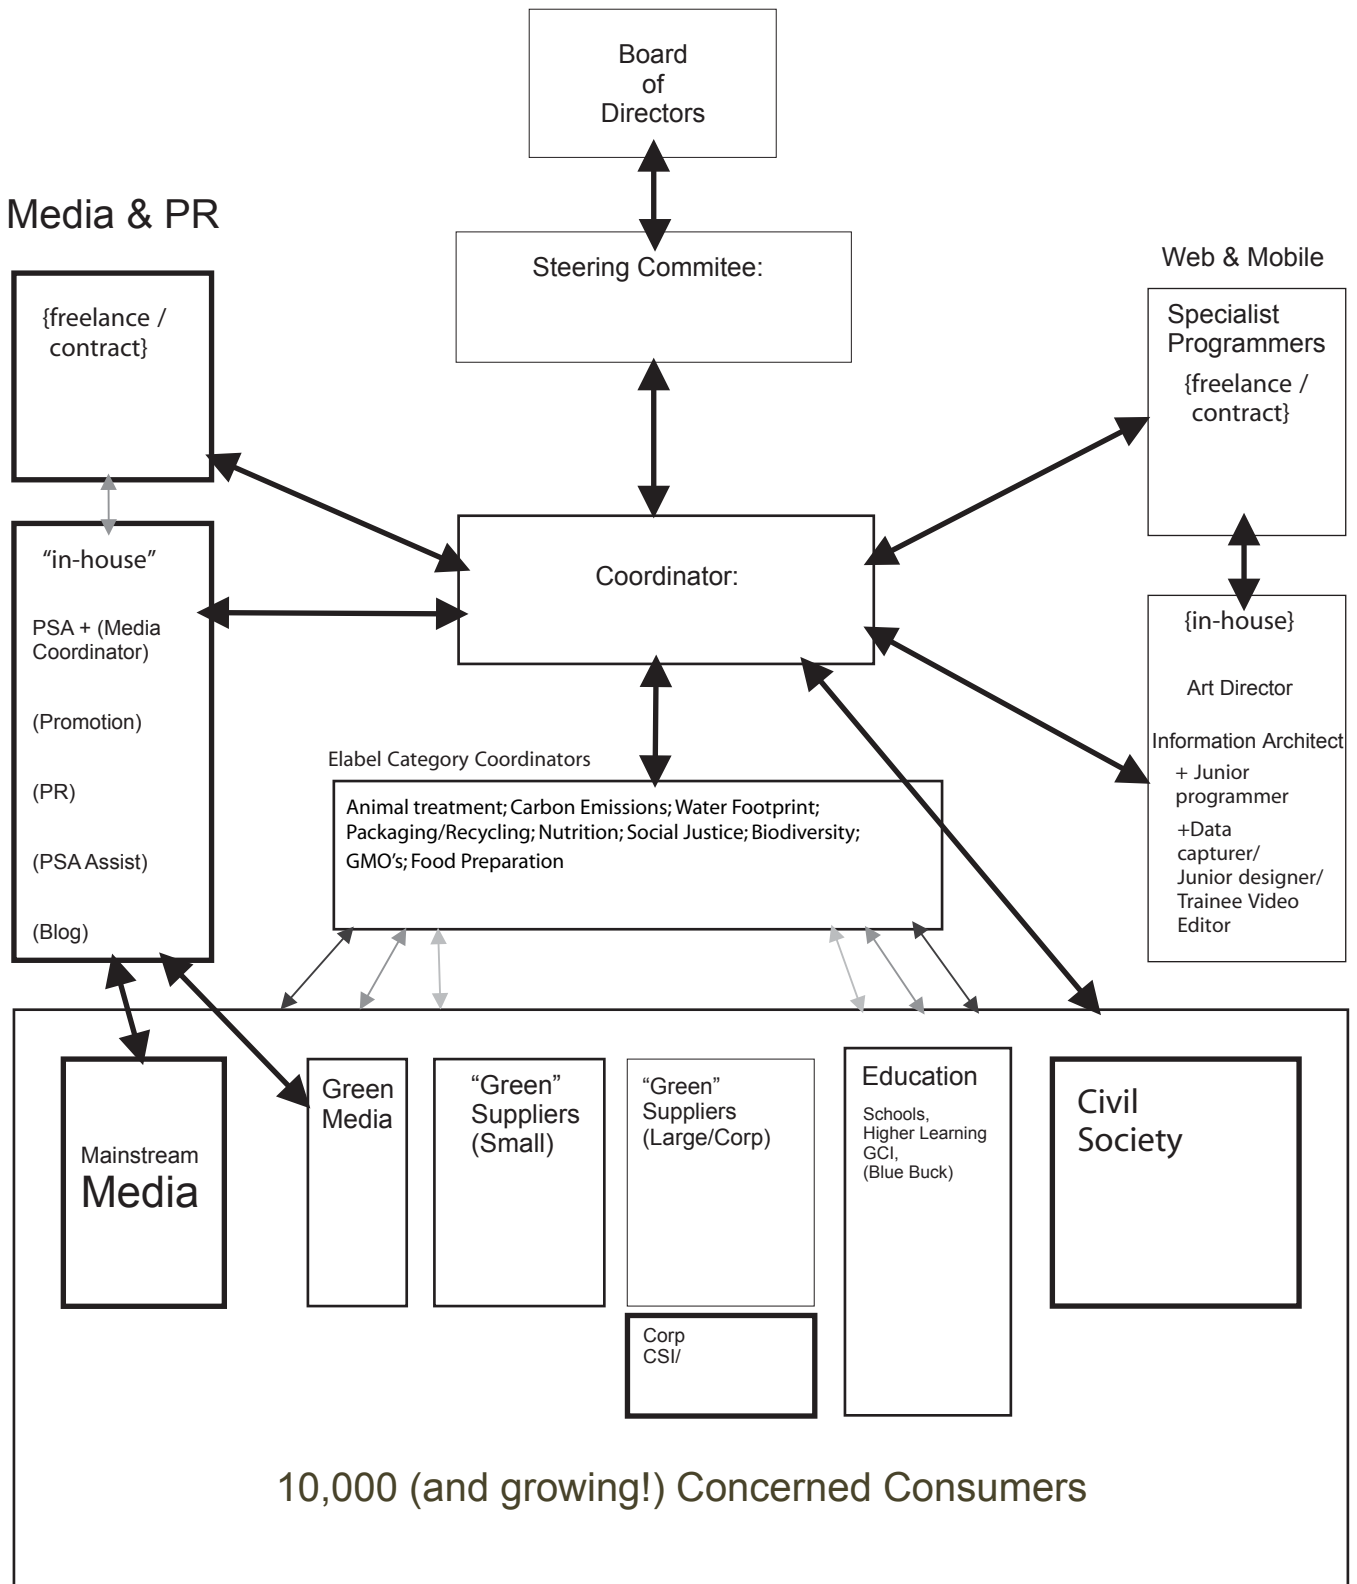 Board
of
Directors
Media & PR
Steering Commitee:
Web & Mobile
{freelance /
contract}
Specialist
Programmers
{freelance /
contract}
"in-house"
PSA + (Media
Coordinator)
(Promotion)
(PR)
(PSA Assist)
(Blog)
Coordinator:
{in-house}
Art Director
Information Architect
+ Junior
programmer
+Data
capturer/
Junior designer/
Trainee Video
Editor
Elabel Category Coordinators
Animal treatment; Carbon Emissions; Water Footprint;
Packaging/Recycling; Nutrition; Social Justice; Biodiversity;
GMO's; Food Preparation
Mainstream
Media
Green
Media
"Green"
Suppliers
(Small)
"Green"
Suppliers
(Large/Corp)
Corp
CSI/
Education
Schools,
Higher Learning
GCI,
(Blue Buck)
Civil
Society
10,000 (and growing!) Concerned Consumers